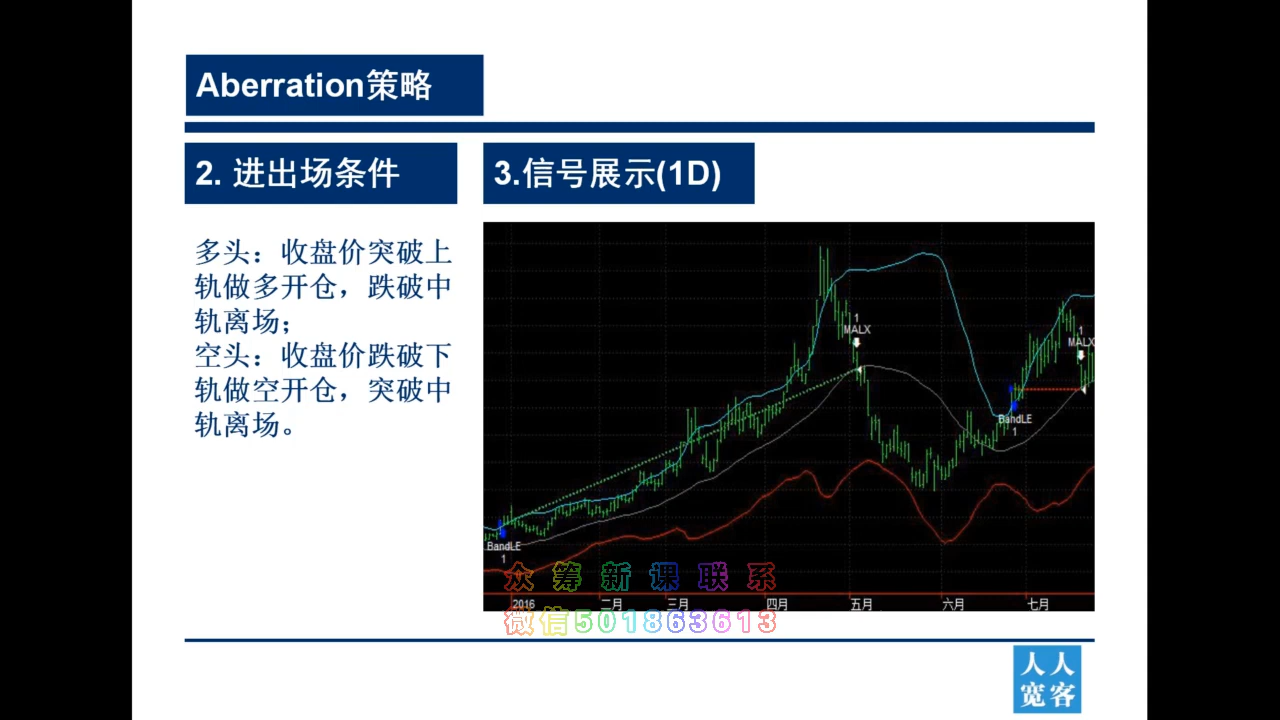 Aberration策略
2. 进出场条件
3.信号展示(1D)
多头：收盘价突破上
轨做多开仓，跌破中
轨离场；
空头：收盘价跌破下
轨做空开仓，突破中
轨离场。
1
MALX
1
MALX
BandLE
1
BandLE
1
众筹新课联系
2016
二月
三月
四月
五月
六月
七月
微信501863613
人人
宽客